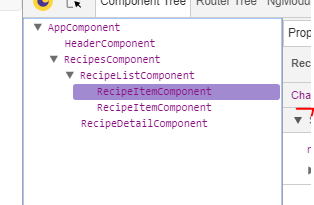 Component Tree Router Tree NgModu
AppComponent Prop
HeaderComponent
RecipesComponent Rec
RecipeListComponent
RecipeItemComponent Cha
RecipeItemComponent
RecipeDetailComponent